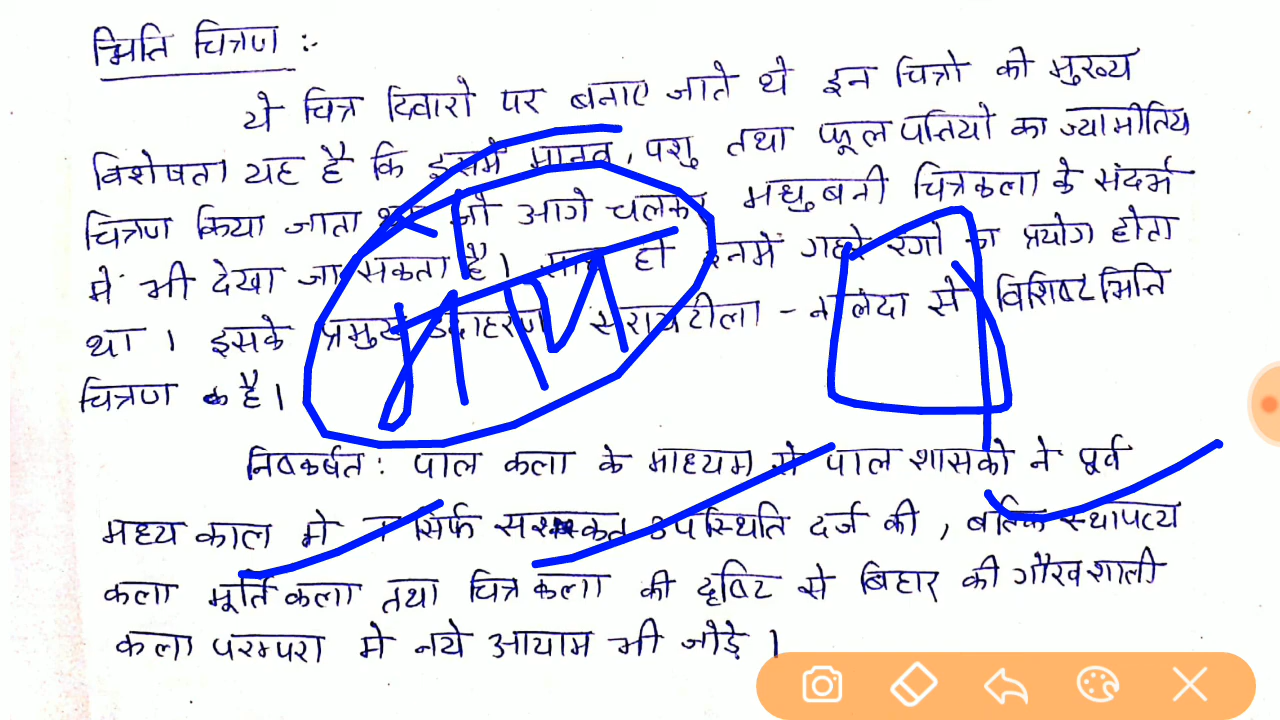 भिति चित्रण :-
ये चित्र दिवारो पर बनाए जाते थे इन चित्रो की मुख्य
विशेषता यह है कि इसमें मानव, पशु तथा फूल पतियो का ज्यामीतिय
चित्रण किया जाता था जो आगे चलकर मधुबनी चित्रकला के संदर्भ
में भी देखा जा सकता है। साथ ही इनमें गहरे रंगो का प्रयोग होता
था। इसके प्रमुख उदाहरण सरायटीला - नालंदा से विशिष्ट भिति
चित्रण है।
निष्कर्षत: पाल कला के माध्यम से पाल शासको ने पूर्व
मध्य काल मे न सिर्फ सशक्त उपस्थिति दर्ज की, बल्कि स्थापत्य
कला मूर्ति कला तथा चित्र कला की दृष्टि से बिहार की गौरवशाली
कला परम्परा मे नये आयाम भी जोड़े।